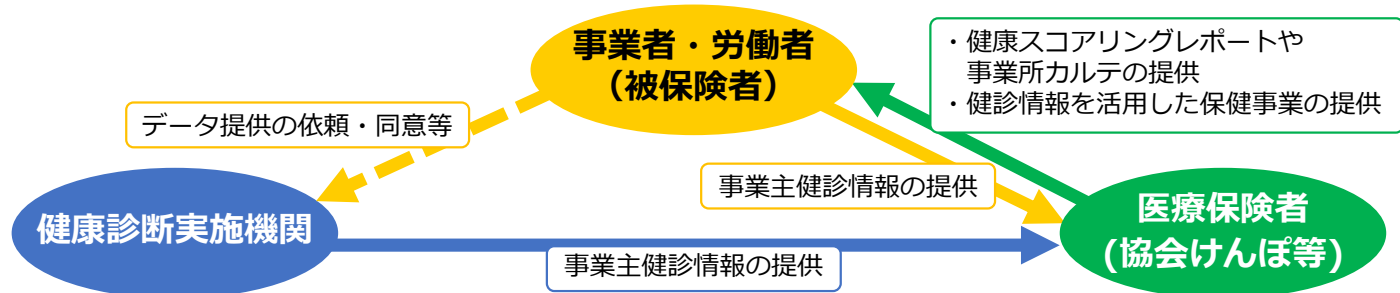 事業者・労働者
（被保険者）
・健康スコアリングレポートや
事業所カルテの提供
・健診情報を活用した保健事業の提供
データ提供の依頼・同意等
事業主健診情報の提供
健康診断実施機関
医療保険者
(協会けんぽ等)
事業主健診情報の提供